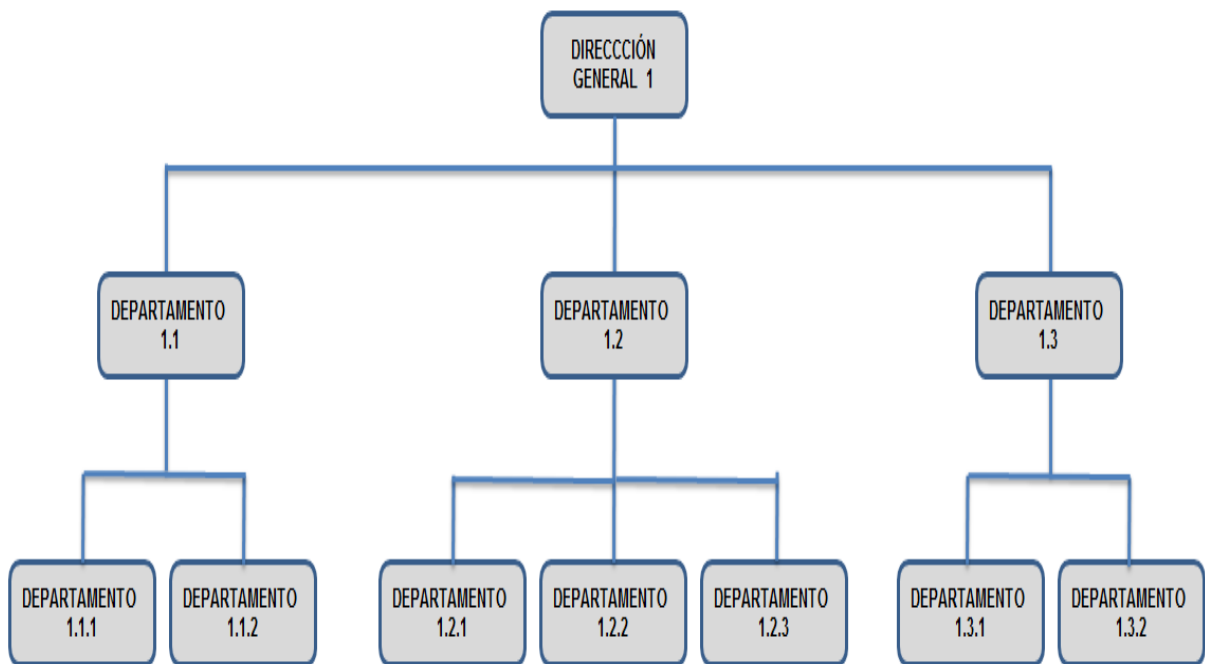 DIRECCCIÓN
GENERAL 1
DEPARTAMENTO
1.1
DEPARTAMENTO
1.2
DEPARTAMENTO
1.3
DEPARTAMENTO
1.1.1
DEPARTAMENTO
1.1.2
DEPARTAMENTO
1.2.1
DEPARTAMENTO
1.2.2
DEPARTAMENTO
1.2.3
DEPARTAMENTO
1.3.1
DEPARTAMENTO
1.3.2